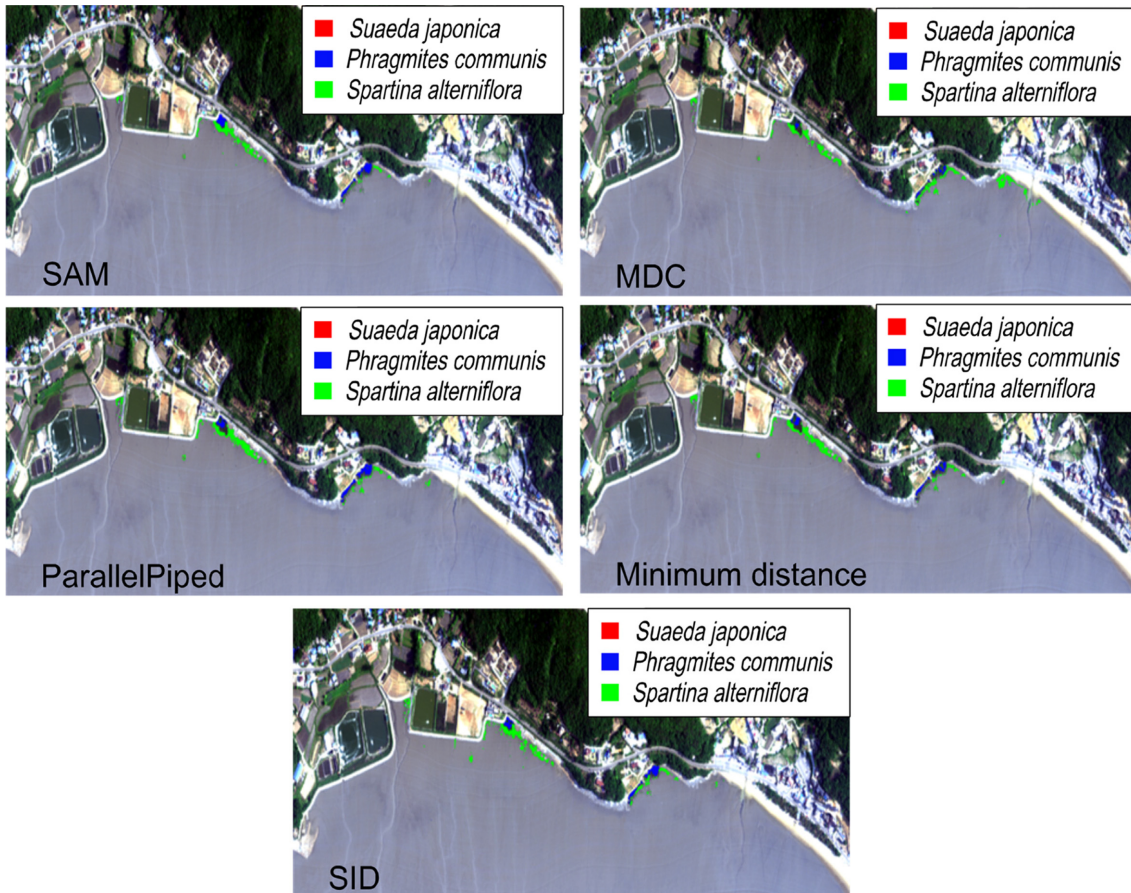 Suaeda japonica
Phragmites communis
Spartina alterniflora
SAM
Suaeda japonica
Phragmites communis
Spartina alterniflora
MDC
Suaeda japonica
Phragmites communis
Spartina alterniflora
ParallelPiped
Suaeda japonica
Phragmites communis
Spartina alterniflora
Minimum distance
Suaeda japonica
Phragmites communis
Spartina alterniflora
SID